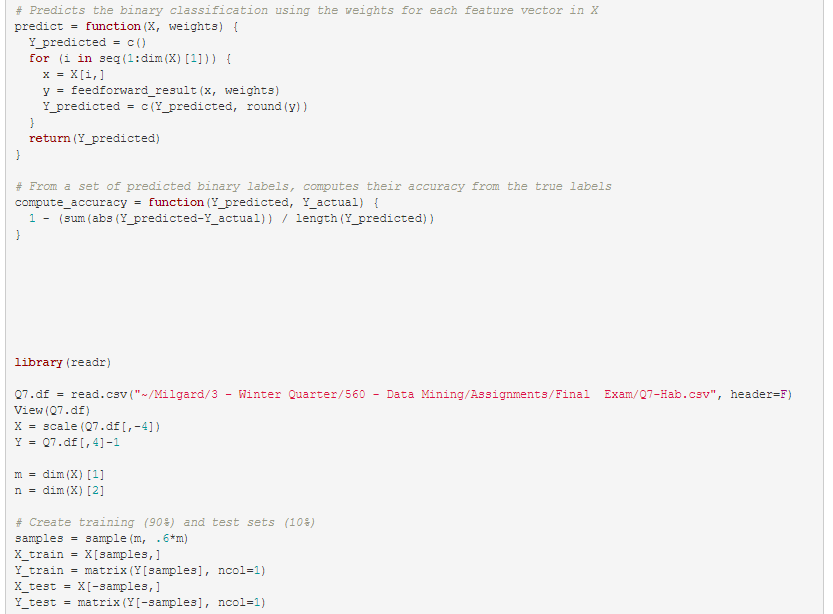 # Predicts the binary classification using the weights for each feature vector in X
predict = function(X, weights) {
  Y_predicted = c()
  for (i in seq(1:dim(X)[1])) {
    x = X[i,]
    y = feedforward_result(x, weights)
    Y_predicted = c(Y_predicted, round(y))
  }
  return(Y_predicted)
}

# From a set of predicted binary labels, computes their accuracy from the true labels
compute_accuracy = function(Y_predicted, Y_actual) {
  1 - (sum(abs(Y_predicted-Y_actual)) / length(Y_predicted))
}

library(readr)

Q7.df = read.csv("~/Milgard/3 - Winter Quarter/560 - Data Mining/Assignments/Final  Exam/Q7-Hab.csv", header=F)
View(Q7.df)
X = scale(Q7.df[,-4])
Y = Q7.df[,4]-1

m = dim(X)[1]
n = dim(X)[2]

# Create training (90%) and test sets (10%)
samples = sample(m, .6*m)
X_train = X[samples,]
Y_train = matrix(Y[samples], ncol=1)
X_test = X[-samples,]
Y_test = matrix(Y[-samples], ncol=1)